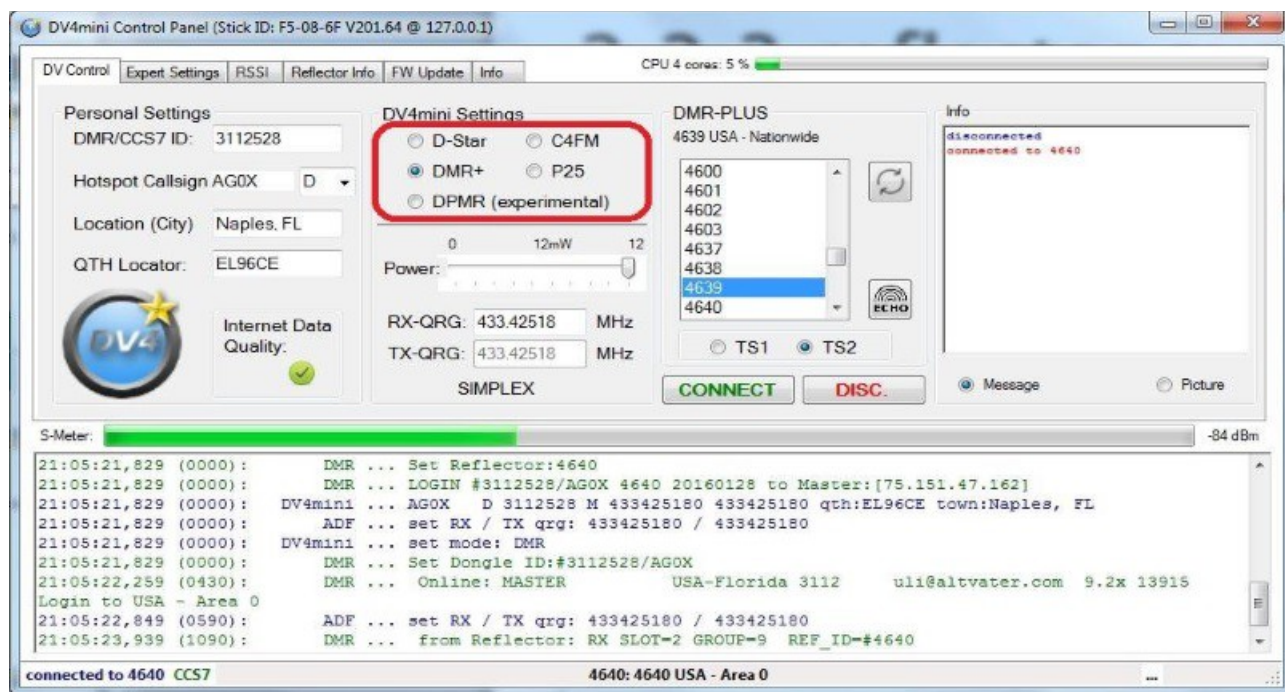 DV4mini Control Panel (Stick ID: F5-08-6F V201.64 @ 127.0.0.1)
DV Control Expert Settings RSSI Reflector Info FW Update Info
CPU 4 cores: 5 %
Personal Settings
DMR/CCS7 ID: 3112528
Hotspot Callsign AG0X D
Location (City) Naples, FL
QTH Locator: EL96CE
DV4
Internet Data
Quality:
DV4mini Settings
D-Star C4FM
DMR+ P25
DPMR (experimental)
0 12mW 12
Power:
RX-QRG: 433.42518 MHz
TX-QRG: 433.42518 MHz
SIMPLEX
DMR-PLUS
4639 USA - Nationwide
4600
4601
4602
4603
4637
4638
4639
4640
ECHO
TS1 TS2
CONNECT DISC.
Info
disconnected
connected to 4640
Message Picture
S-Meter: -84 dBm
21:05:21,829 (0000): DMR ... Set Reflector:4640
21:05:21,829 (0000): DMR ... LOGIN #3112528/AG0X 4640 20160128 to Master:[75.151.47.162]
21:05:21,829 (0000): DV4mini ... AG0X D 3112528 M 433425180 433425180 qth:EL96CE town:Naples, FL
21:05:21,829 (0000): ADF ... set RX / TX qrg: 433425180 / 433425180
21:05:21,829 (0000): DV4mini ... set mode: DMR
21:05:21,829 (0000): DMR ... Set Dongle ID:#3112528/AG0X
21:05:22,259 (0430): DMR ... Online: MASTER USA-Florida 3112 uli@altvater.com 9.2x 13915
Login to USA - Area 0
21:05:22,849 (0590): ADF ... set RX / TX qrg: 433425180 / 433425180
21:05:23,939 (1090): DMR ... from Reflector: RX SLOT=2 GROUP=9 REF_ID=#4640
connected to 4640 CCS7 4640: 4640 USA - Area 0 ...